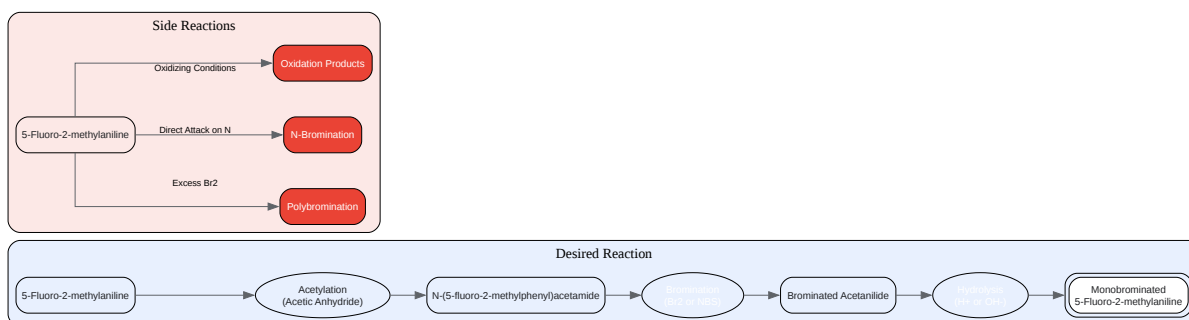 Side Reactions
Oxidation Products
Oxidizing Conditions
5-Fluoro-2-methylaniline
Direct Attack on N
N-Bromination
Excess Br2
Polybromination
Desired Reaction
5-Fluoro-2-methylaniline
Acetylation
(Acetic Anhydride)
N-(5-fluoro-2-methylphenyl)acetamide
Bromination
(Br2 or NBS)
Brominated Acetanilide
Hydrolysis
(H+ or OH-)
Monobrominated
5-Fluoro-2-methylaniline